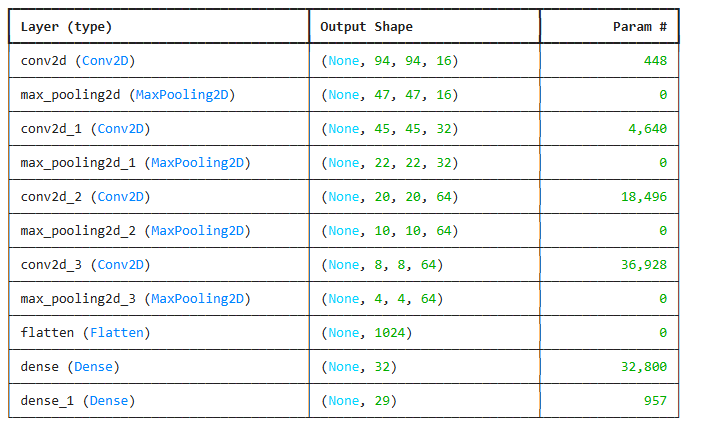 Layer (type) Output Shape Param #
conv2d (Conv2D) (None, 94, 94, 16) 448
max_pooling2d (MaxPooling2D) (None, 47, 47, 16) 0
conv2d_1 (Conv2D) (None, 45, 45, 32) 4,640
max_pooling2d_1 (MaxPooling2D) (None, 22, 22, 32) 0
conv2d_2 (Conv2D) (None, 20, 20, 64) 18,496
max_pooling2d_2 (MaxPooling2D) (None, 10, 10, 64) 0
conv2d_3 (Conv2D) (None, 8, 8, 64) 36,928
max_pooling2d_3 (MaxPooling2D) (None, 4, 4, 64) 0
flatten (Flatten) (None, 1024) 0
dense (Dense) (None, 32) 32,800
dense_1 (Dense) (None, 29) 957